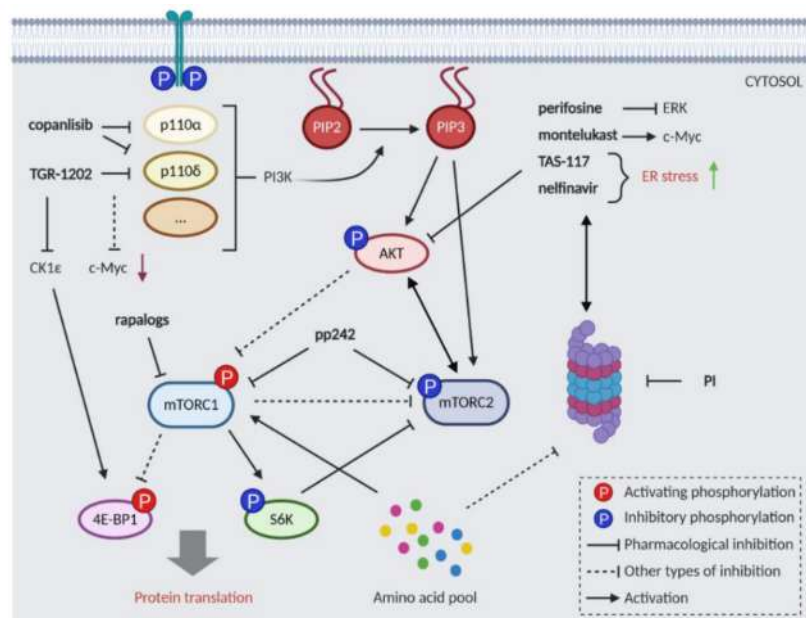 P P
CYTOSOL
copanlisib
p110α
PIP2
PIP3
perifosine
ERK
montelukast
c-Myc
TGR-1202
p110δ
PI3K
TAS-117
nelfinavir
ER stress
...
P
AKT
CK1ε
c-Myc
rapalogs
pp242
P
mTORC1
P
mTORC2
PI
P
4E-BP1
P
S6K
Protein translation
Amino acid pool
P Activating phosphorylation
P Inhibitory phosphorylation
Pharmacological inhibition
Other types of inhibition
Activation